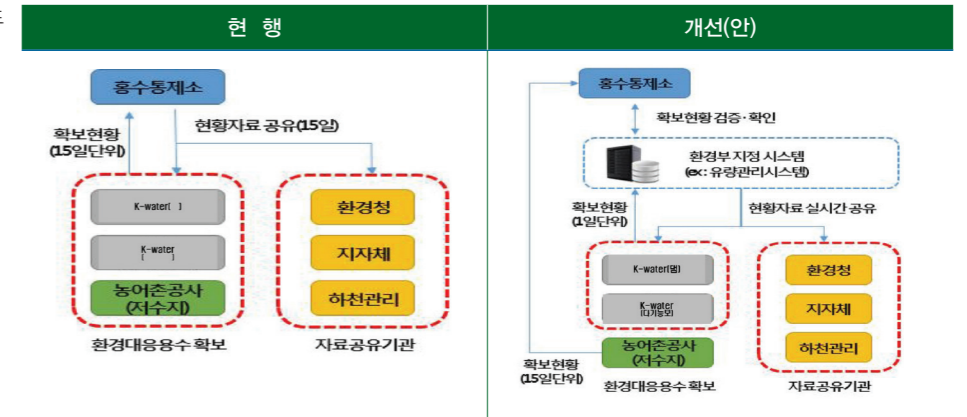 현 행
개선(안)
홍수통제소
확보현황
(15일단위)
현황자료 공유(15일)
K-water( )
K-water
[ ]
농어촌공사
(저수지)
환경청
지자체
하천관리
환경대응용수 확보
자료공유기관
홍수통제소
확보현황 검증·확인
환경부 지정 시스템
(ex: 유량관리시스템)
확보현황
(1일단위)
현황자료 실시간 공유
K-water(댐)
K-water
(다기능보)
농어촌공사
(저수지)
환경청
지자체
하천관리
확보현황
(15일단위)
환경대응용수 확보
자료공유기관